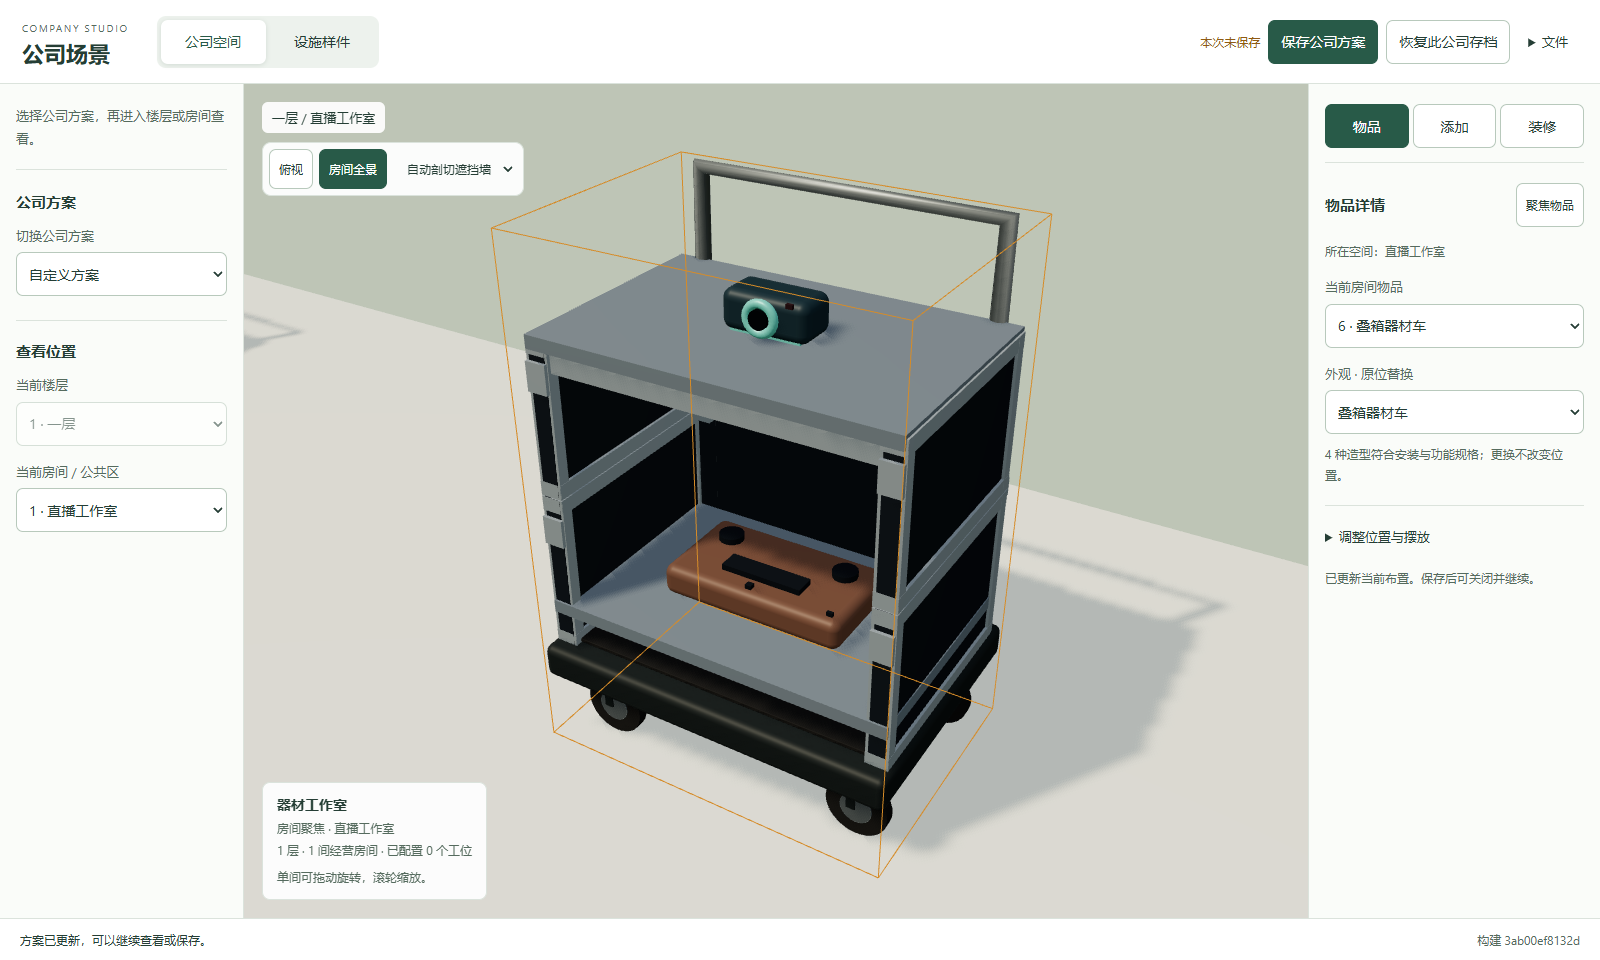 COMPANY STUDIO
公司场景
公司空间
设施样件
本次未保存
保存公司方案
恢复此公司存档
▶ 文件
选择公司方案，再进入楼层或房间查
看。
公司方案
切换公司方案
自定义方案
查看位置
当前楼层
1 · 一层
当前房间 / 公共区
1 · 直播工作室
一层 / 直播工作室
俯视
房间全景
自动剖切遮挡墙
器材工作室
房间聚焦 · 直播工作室
1 层 · 1 间经营房间 · 已配置 0 个工位
单间可拖动旋转，滚轮缩放。
物品
添加
装修
物品详情
聚焦物品
所在空间：直播工作室
当前房间物品
6 · 叠箱器材车
外观 · 原位替换
叠箱器材车
4 种造型符合安装与功能规格；更换不改变位
置。
▶ 调整位置与摆放
已更新当前布置。保存后可关闭并继续。
方案已更新，可以继续查看或保存。
构建 3ab00ef8132d